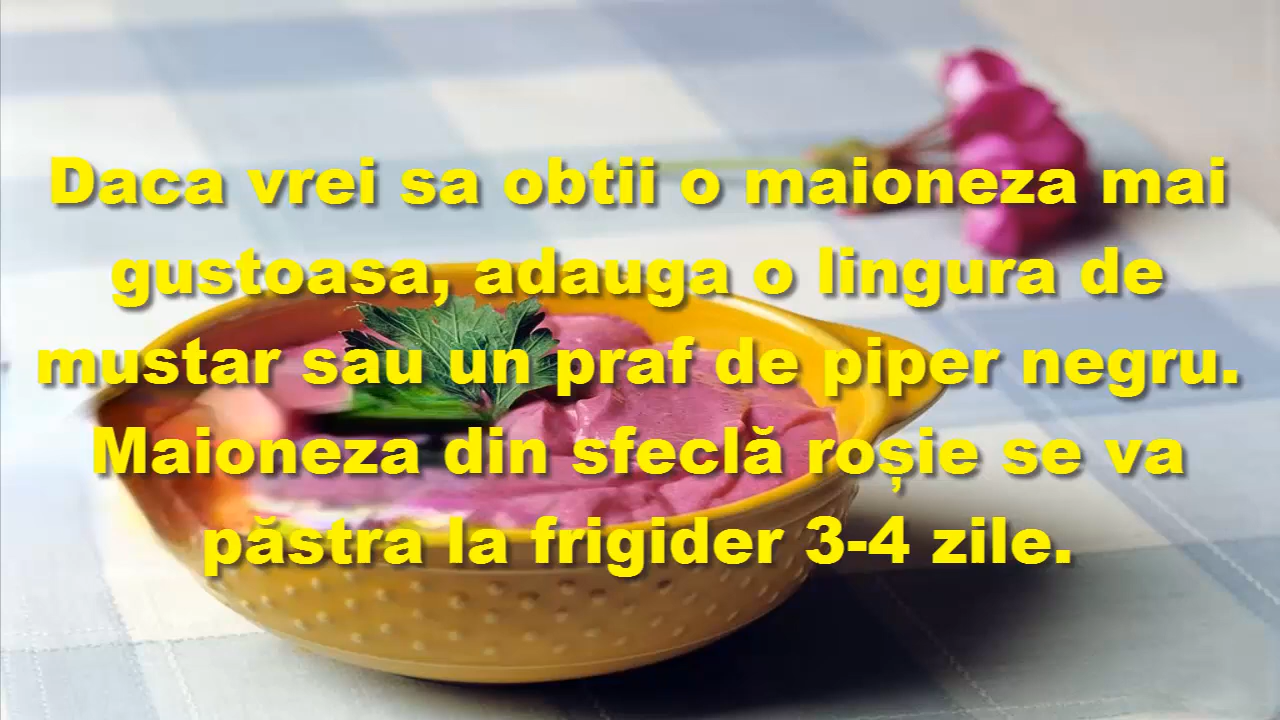 Daca vrei sa obtii o maioneza mai
gustoasa, adauga o lingura de
mustar sau un praf de piper negru.
Maioneza din sfeclă roșie se va
păstra la frigider 3-4 zile.